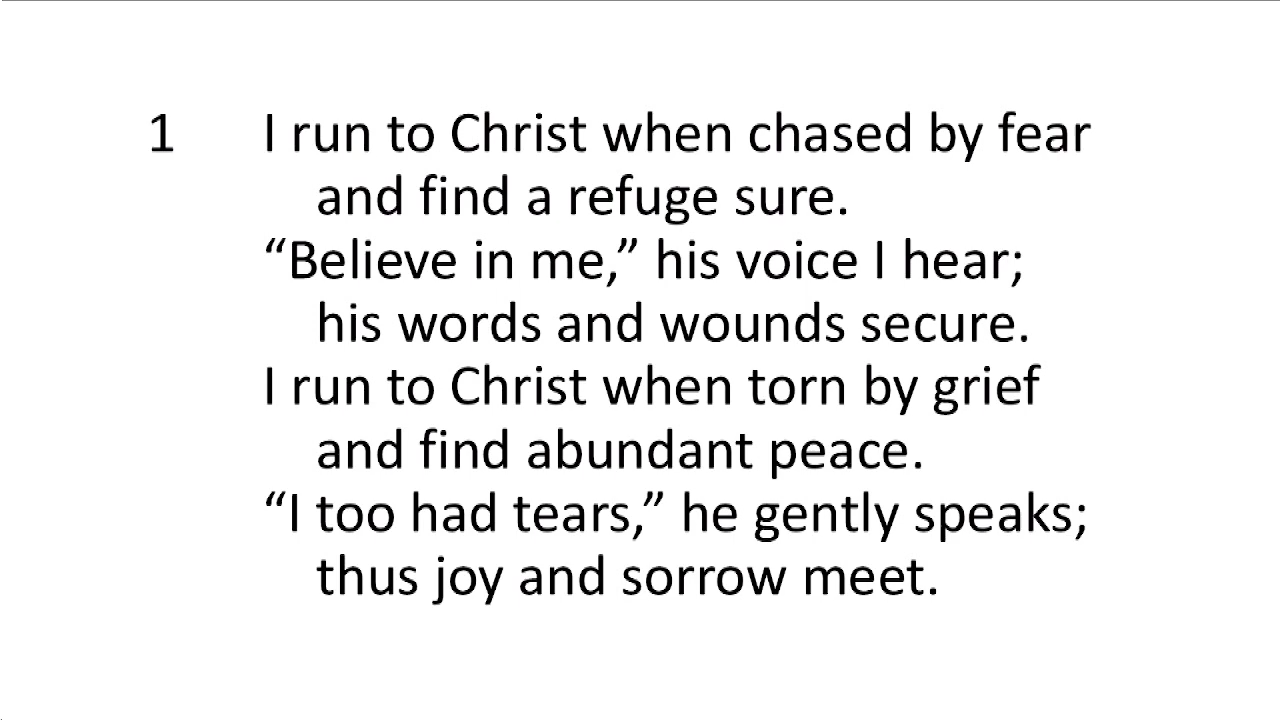 1 I run to Christ when chased by fear
and find a refuge sure.
“Believe in me,” his voice I hear;
his words and wounds secure.
I run to Christ when torn by grief
and find abundant peace.
“I too had tears,” he gently speaks;
thus joy and sorrow meet.